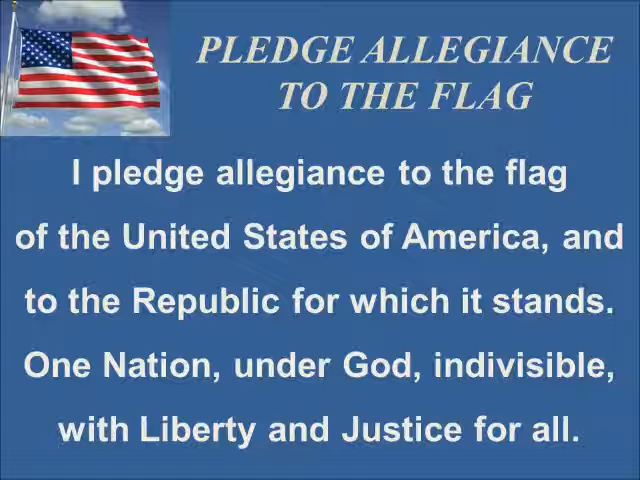 PLEDGE ALLEGIANCE
TO THE FLAG
I pledge allegiance to the flag
of the United States of America, and
to the Republic for which it stands.
One Nation, under God, indivisible,
with Liberty and Justice for all.